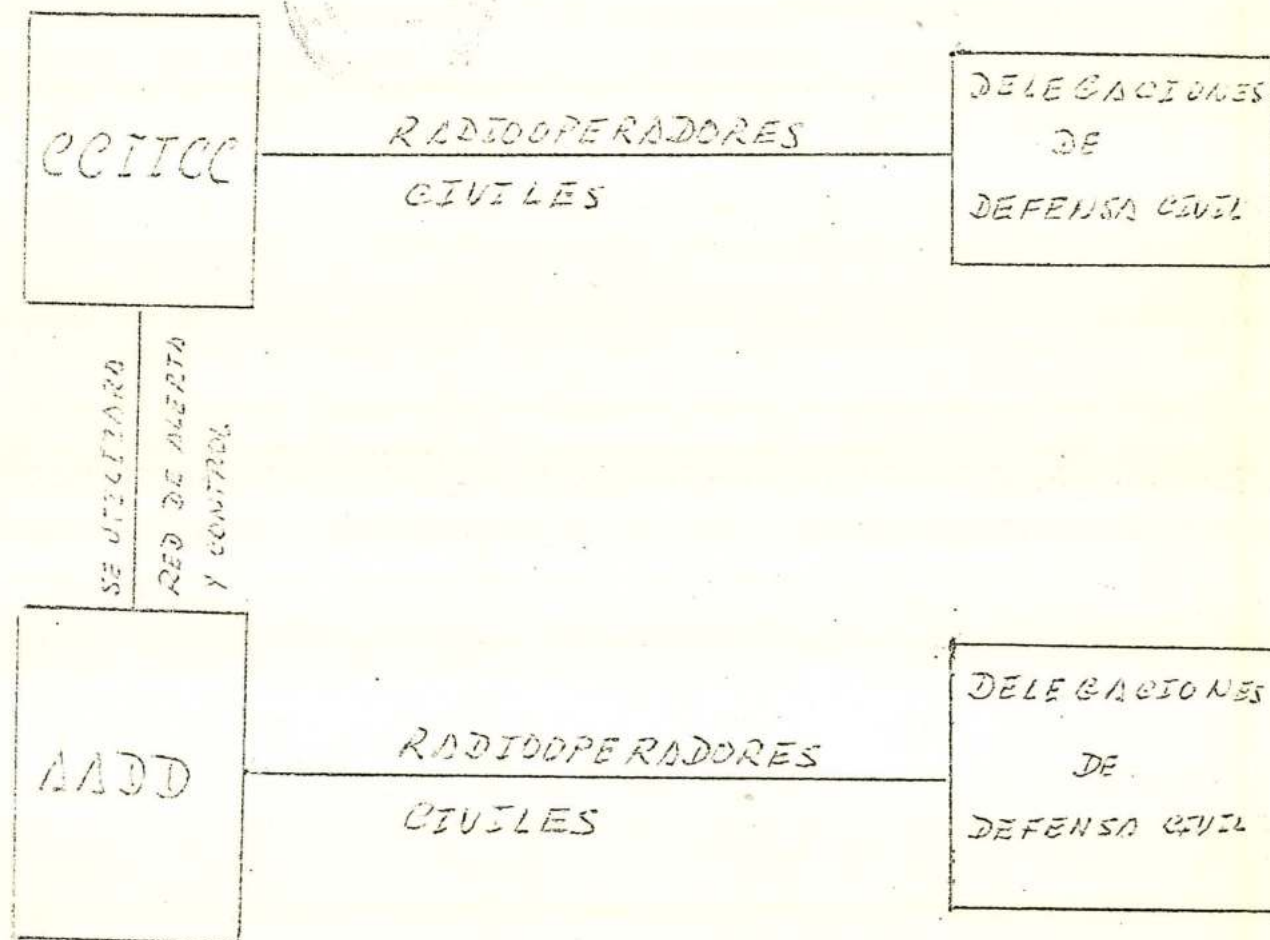 CCIICC
RADIOOPERADORES
CIVILES
DELEGACIONES
DE
DEFENSA CIVIL
SE UTILIZARA
RED DE ALERTA
Y CONTROL
AADD
RADIOOPERADORES
CIVILES
DELEGACIONES
DE
DEFENSA CIVIL